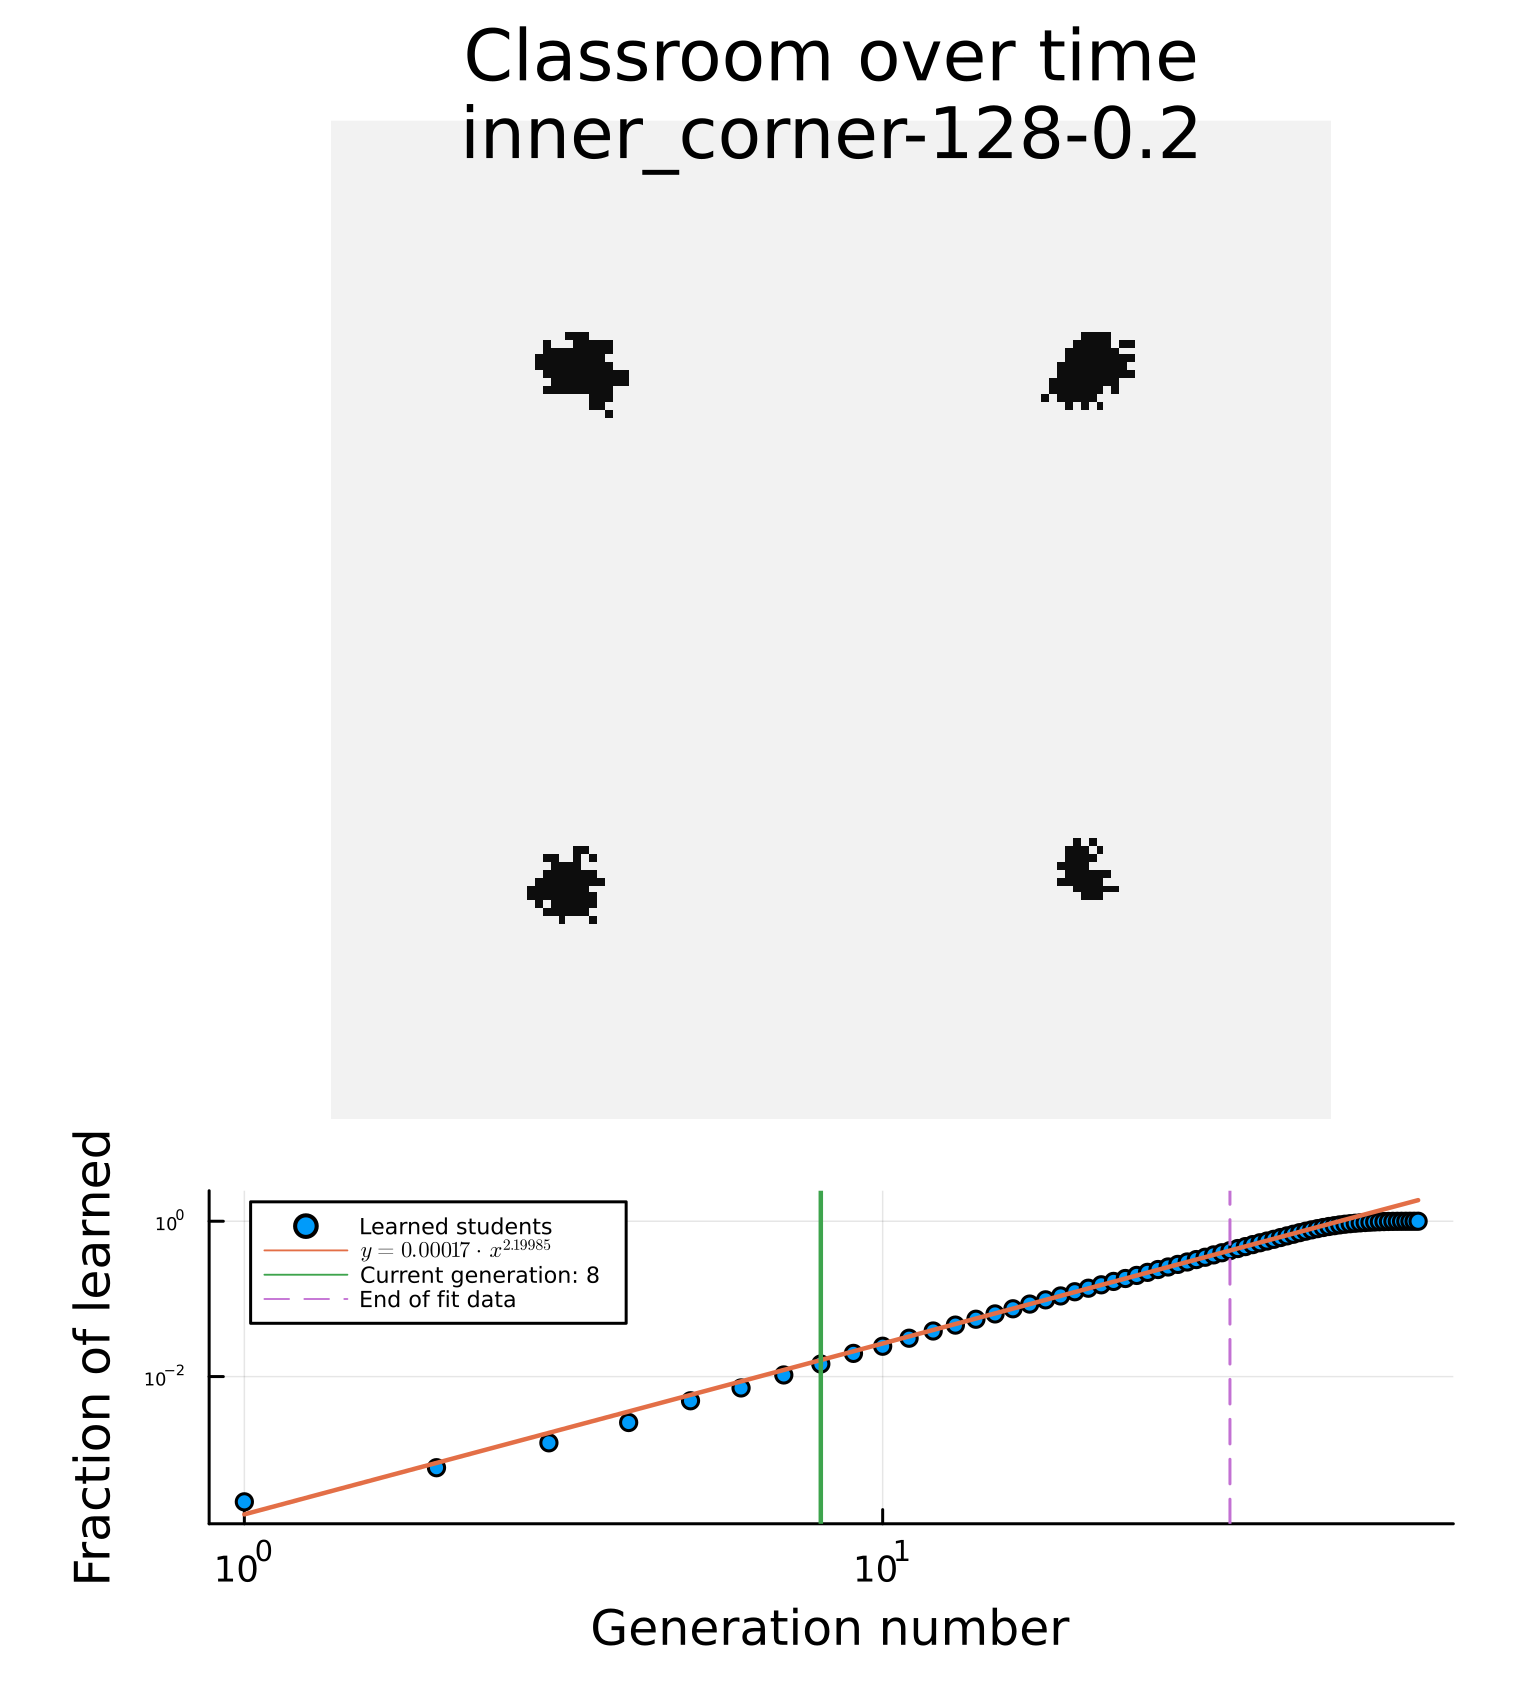 Classroom over time
inner_corner-128-0.2
Fraction of learned
10^0
10^−2
Learned students
y = 0.00017 · x^2.19985
Current generation: 8
End of fit data
10^0
10^1
Generation number